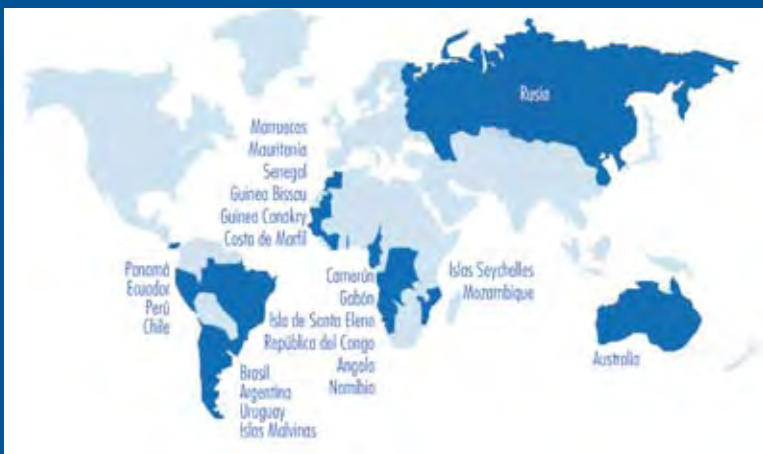 Rusia
Marruecos
Mauritania
Senegal
Guinea Bissau
Guinea Conakry
Costa de Marfil
Panamá
Ecuador
Perú
Chile
Camerún
Gabón
Isla de Santa Elena
República del Congo
Angola
Namibia
Islas Seychelles
Mozambique
Brasil
Argentina
Uruguay
Islas Malvinas
Australia